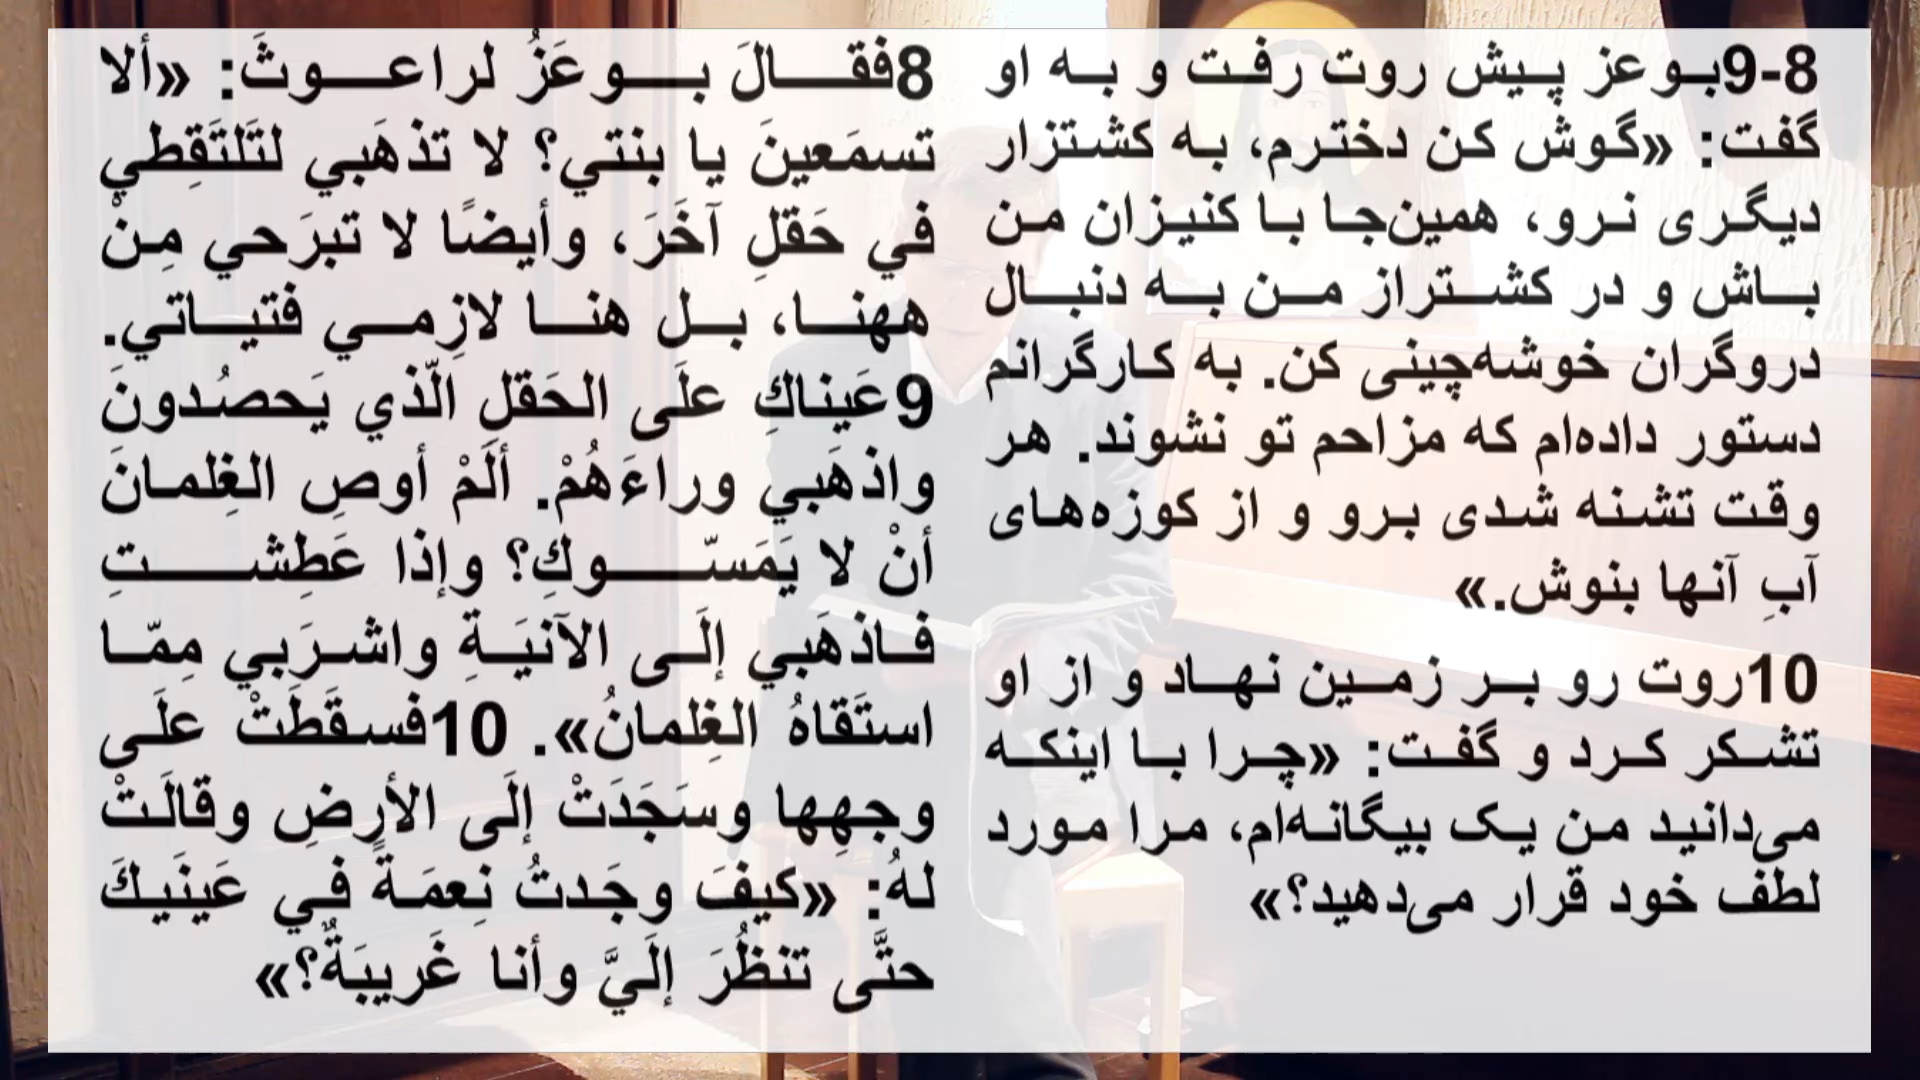 8-9بوعز پیش روت رفت و به او
گفت: «گوش کن دخترم، به کشتزار
دیگری نرو، همین‌جا با کنیزان من
باش و در کشتراز من به دنبال
دروگران خوشه‌چینی کن. به کارگرانم
دستور داده‌ام که مزاحم تو نشوند. هر
وقت تشنه شدی برو و از کوزه‌های
آبِ آنها بنوش.»
10روت رو بر زمین نهاد و از او
تشکر کرد و گفت: «چرا با اینکه
می‌دانید من یک بیگانه‌ام، مرا مورد
لطف خود قرار می‌دهید؟»
8فقالَ بوعَزُ لراعوثَ: «ألا
تسمَعينَ يا بنتي؟ لا تذهَبي لتَلتَقِطي
في حَقلِ آخَرَ، وأيضًا لا تبرَحي مِنْ
ههنا، بل هنا لازِمي فتياتي.
9عَيناكِ علَى الحَقلِ الّذي يَحصُدونَ
واذهَبي وراءَهُمْ. ألَمْ أوصِ الغِلمانَ
أنْ لا يَمَسّوكِ؟ وإذا عَطِشتِ
فاذهَبي إلَى الآنيَةِ واشرَبي مِمّا
استَقاهُ الغِلمانُ». 10فسقَطَتْ علَى
وجهِها وسَجَدَتْ إلَى الأرضِ وقالَتْ
لهُ: «كيفَ وجَدتُ نِعمَةً في عَينَيكَ
حتَّى تنظُرَ إلَيَّ وأنا غَريبَةٌ؟»